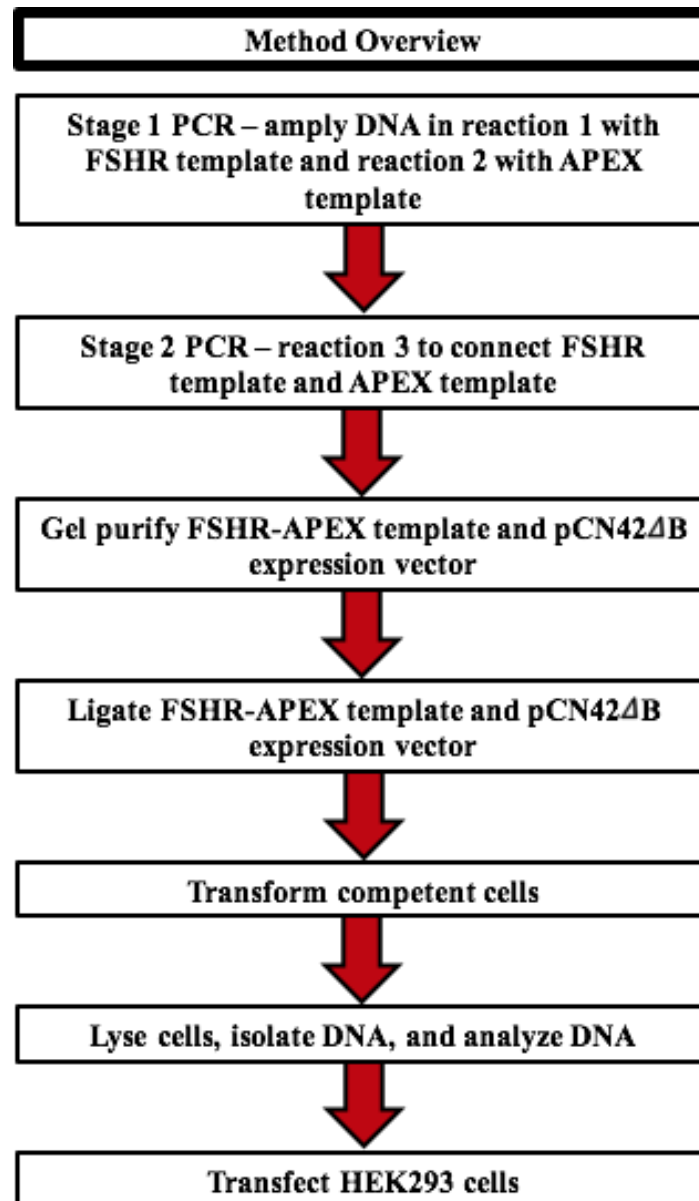 Method Overview
Stage 1 PCR – amply DNA in reaction 1 with
FSHR template and reaction 2 with APEX
template
Stage 2 PCR – reaction 3 to connect FSHR
template and APEX template
Gel purify FSHR-APEX template and pCN42ΔB
expression vector
Ligate FSHR-APEX template and pCN42ΔB
expression vector
Transform competent cells
Lyse cells, isolate DNA, and analyze DNA
Transfect HEK293 cells